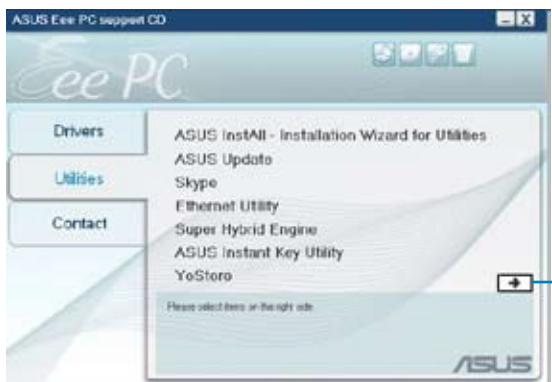 ASUS Eee PC support CD
Eee PC
Drivers
Utilities
Contact
ASUS InstAll - Installation Wizard for Utilities
ASUS Update
Skype
Ethernet Utility
Super Hybrid Engine
ASUS Instant Key Utility
YoStore
Please select items on the right side.
ASUS